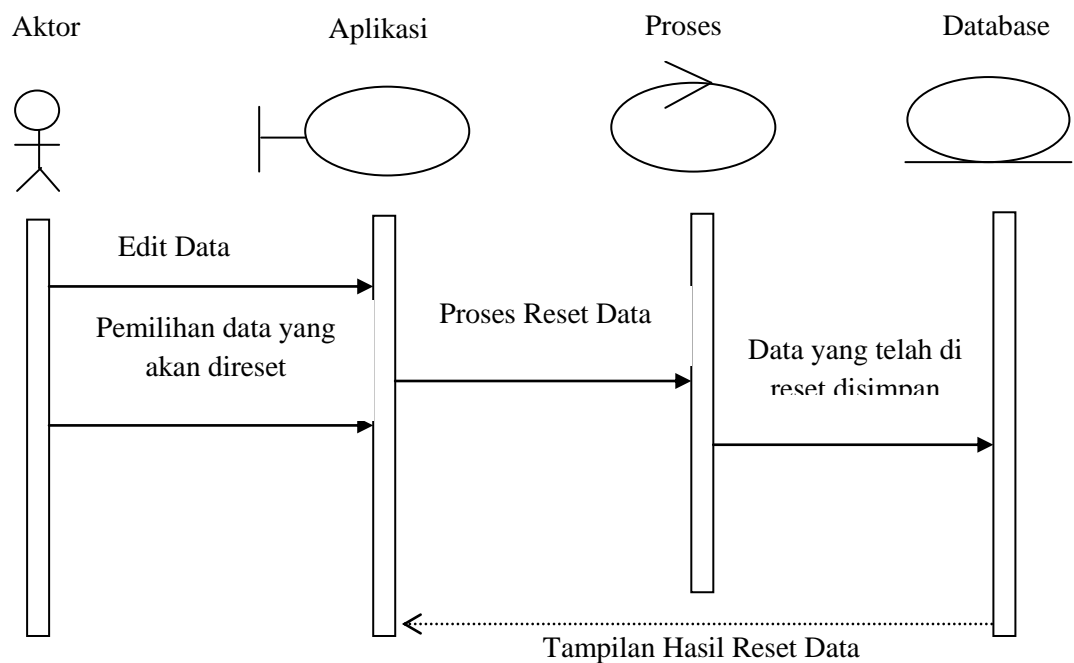 Aktor
Aplikasi
Proses
Database
Edit Data
Pemilihan data yang
akan direset
Proses Reset Data
Data yang telah di
reset disimpan
Tampilan Hasil Reset Data